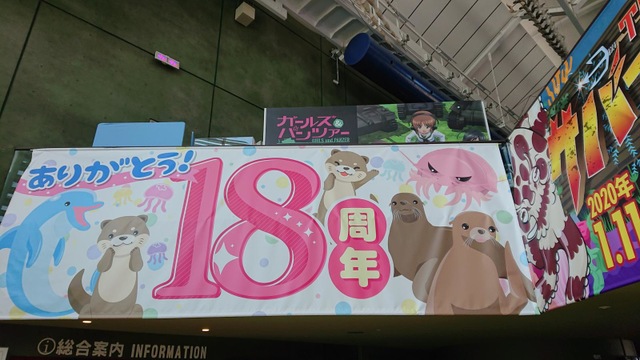 ガールズ&
パンツァー
GIRLS und PANZER
ありがとう!
18
周年
2020年
1.11
総合案内 INFORMATION